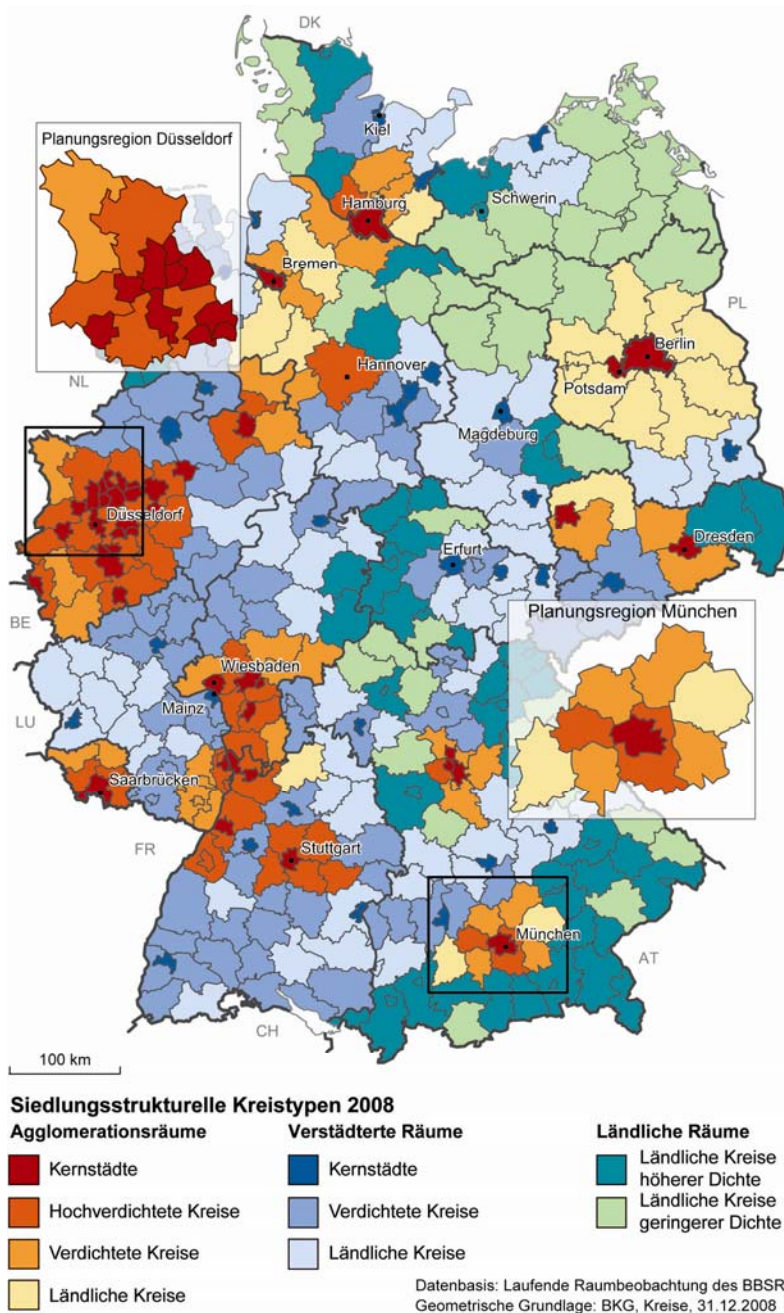 DK
Planungsregion Düsseldorf
Kiel
Schwerin
Hamburg
Bremen
PL
Berlin
Potsdam
Hannover
NL
Magdeburg
Düsseldorf
Erfurt
Dresden
BE
Planungsregion München
Wiesbaden
Mainz
LU
Saarbrücken
FR
Stuttgart
München
AT
CH
100 km
Siedlungsstrukturelle Kreistypen 2008
Agglomerationsräume
Kernstädte
Hochverdichtete Kreise
Verdichtete Kreise
Ländliche Kreise
Verstädterte Räume
Kernstädte
Verdichtete Kreise
Ländliche Kreise
Ländliche Räume
Ländliche Kreise
höherer Dichte
Ländliche Kreise
geringerer Dichte
Datenbasis: Laufende Raumbeobachtung des BBSR
Geometrische Grundlage: BKG, Kreise, 31.12.2008